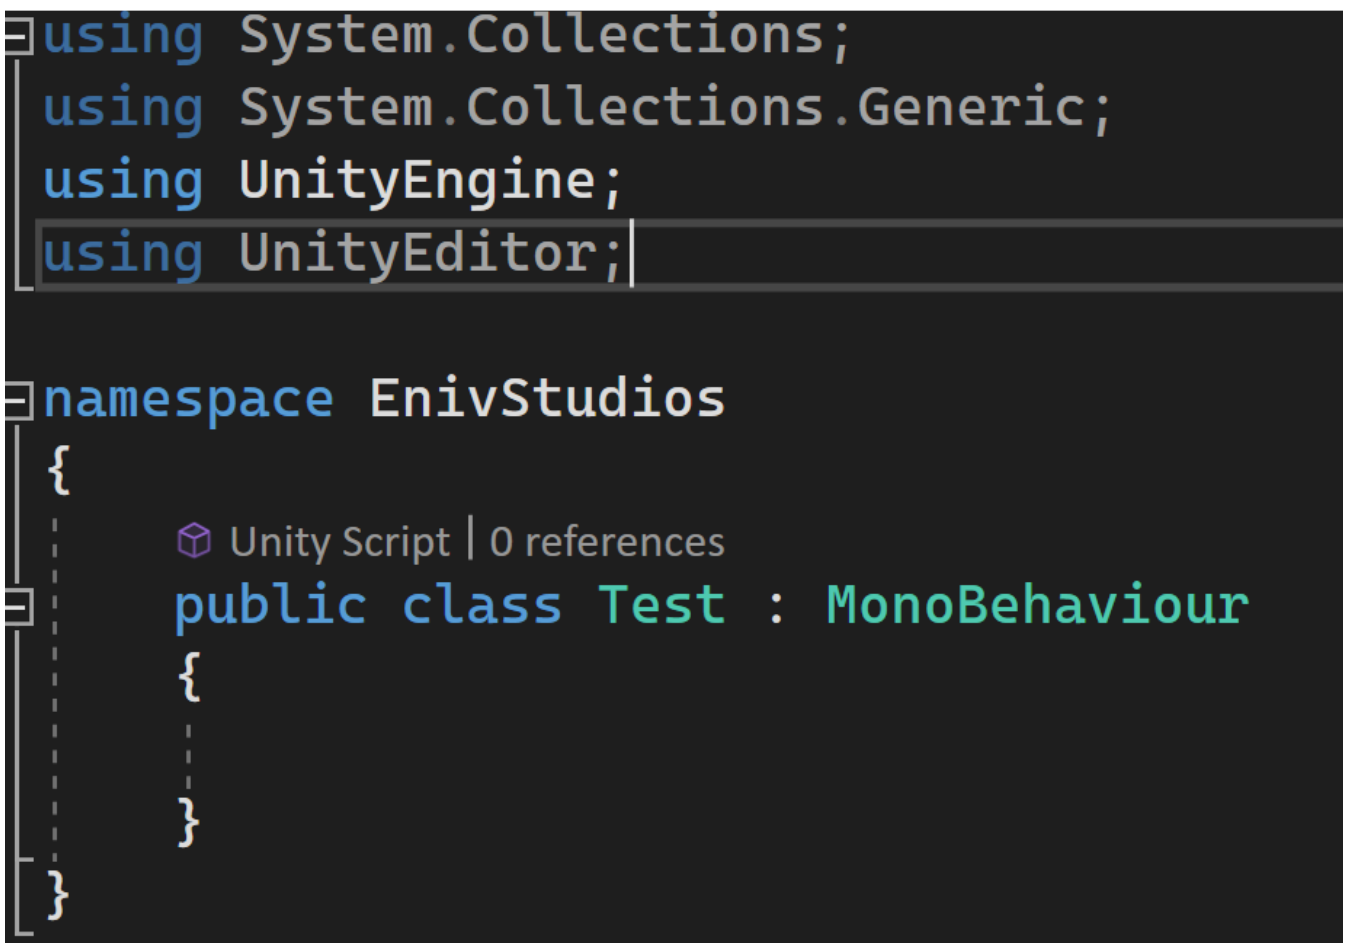 using System.Collections;
using System.Collections.Generic;
using UnityEngine;
using UnityEditor;
namespace EnivStudios
{
Unity Script | 0 references
public class Test : MonoBehaviour
{
}
}